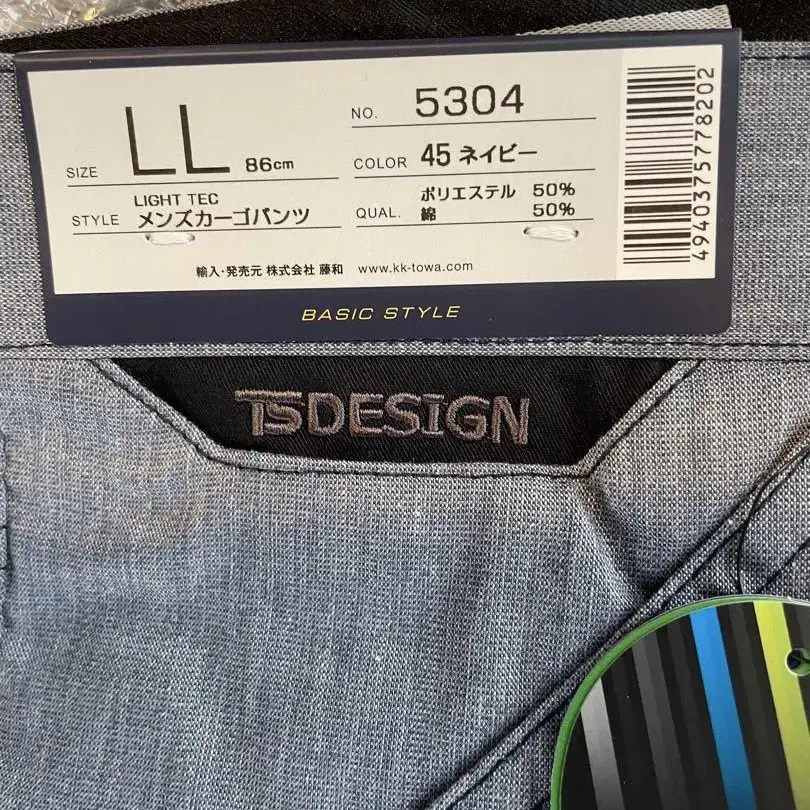 SIZE LL 86cm
NO. 5304
COLOR 45 ネイビー
LIGHT TEC
STYLE メンズカーゴパンツ
QUAL. ポリエステル 50%
綿 50%
輸入・発売元 株式会社 藤和 www.kk-towa.com
4940375778202
BASIC STYLE
TSDESIGN